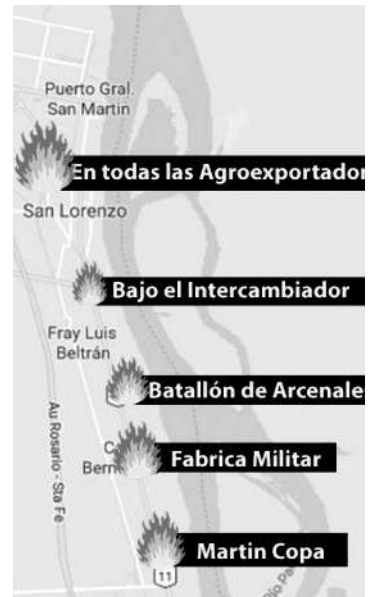 Puerto Gral.
San Martin
En todas las Agroexportador
San Lorenzo
Bajo el Intercambiador
Fray Luis
Beltrán
Batallón de Arcenales
Au Rosario - Sta Fe
Fabrica Militar
Martin Copa
11